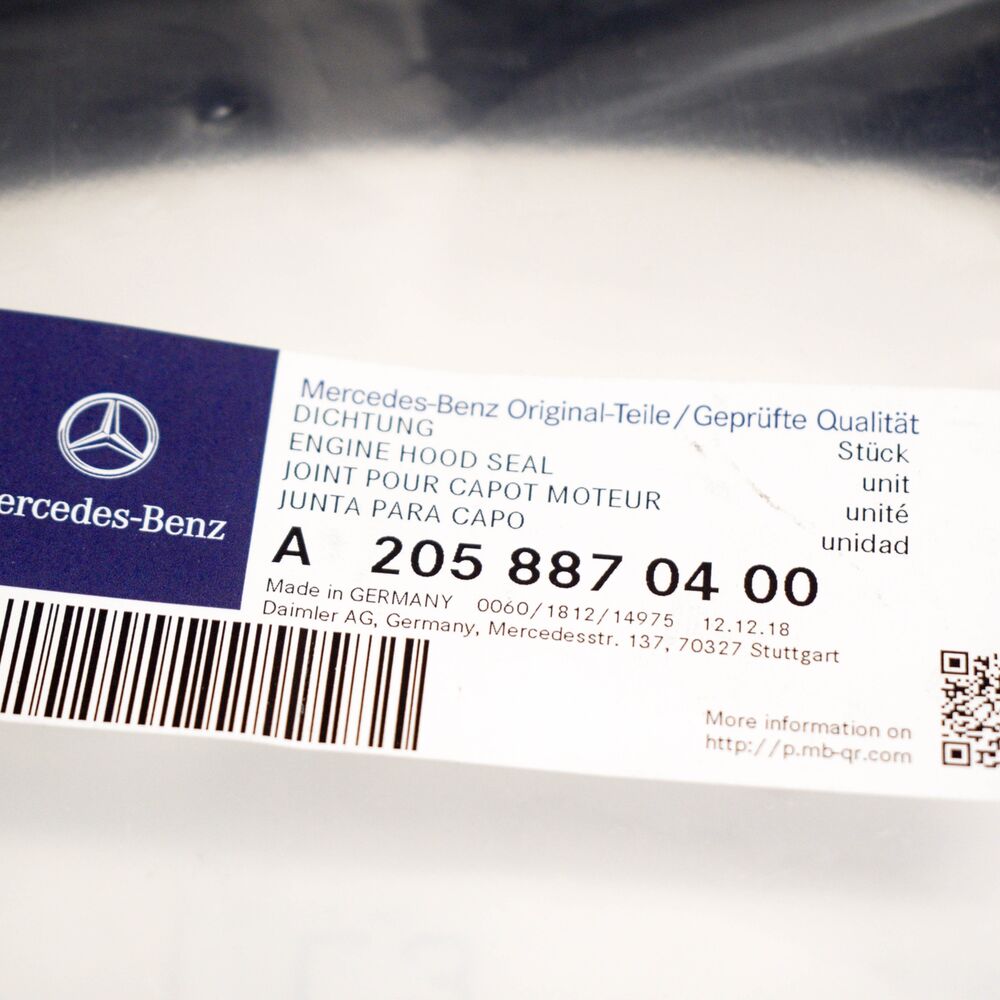 Mercedes-Benz Original-Teile/Geprüfte Qualität
DICHTUNG
ENGINE HOOD SEAL
JOINT POUR CAPOT MOTEUR
JUNTA PARA CAPO
Stück
unit
unité
unidad
ercedes-Benz
A 205 887 04 00
Made in GERMANY 0060/1812/14975 12.12.18
Daimler AG, Germany, Mercedesstr. 137, 70327 Stuttgart
More information on
http://p.mb-qr.com